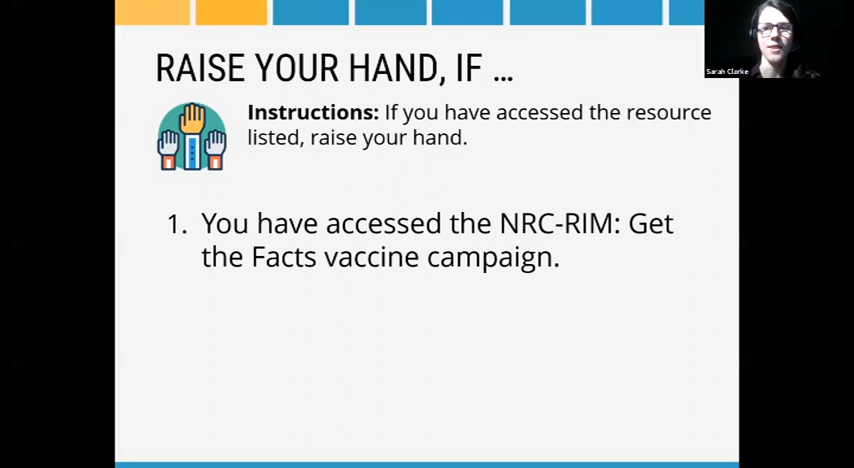 RAISE YOUR HAND, IF ...
Sarah Clarke
Instructions: If you have accessed the resource
listed, raise your hand.
1. You have accessed the NRC-RIM: Get
the Facts vaccine campaign.